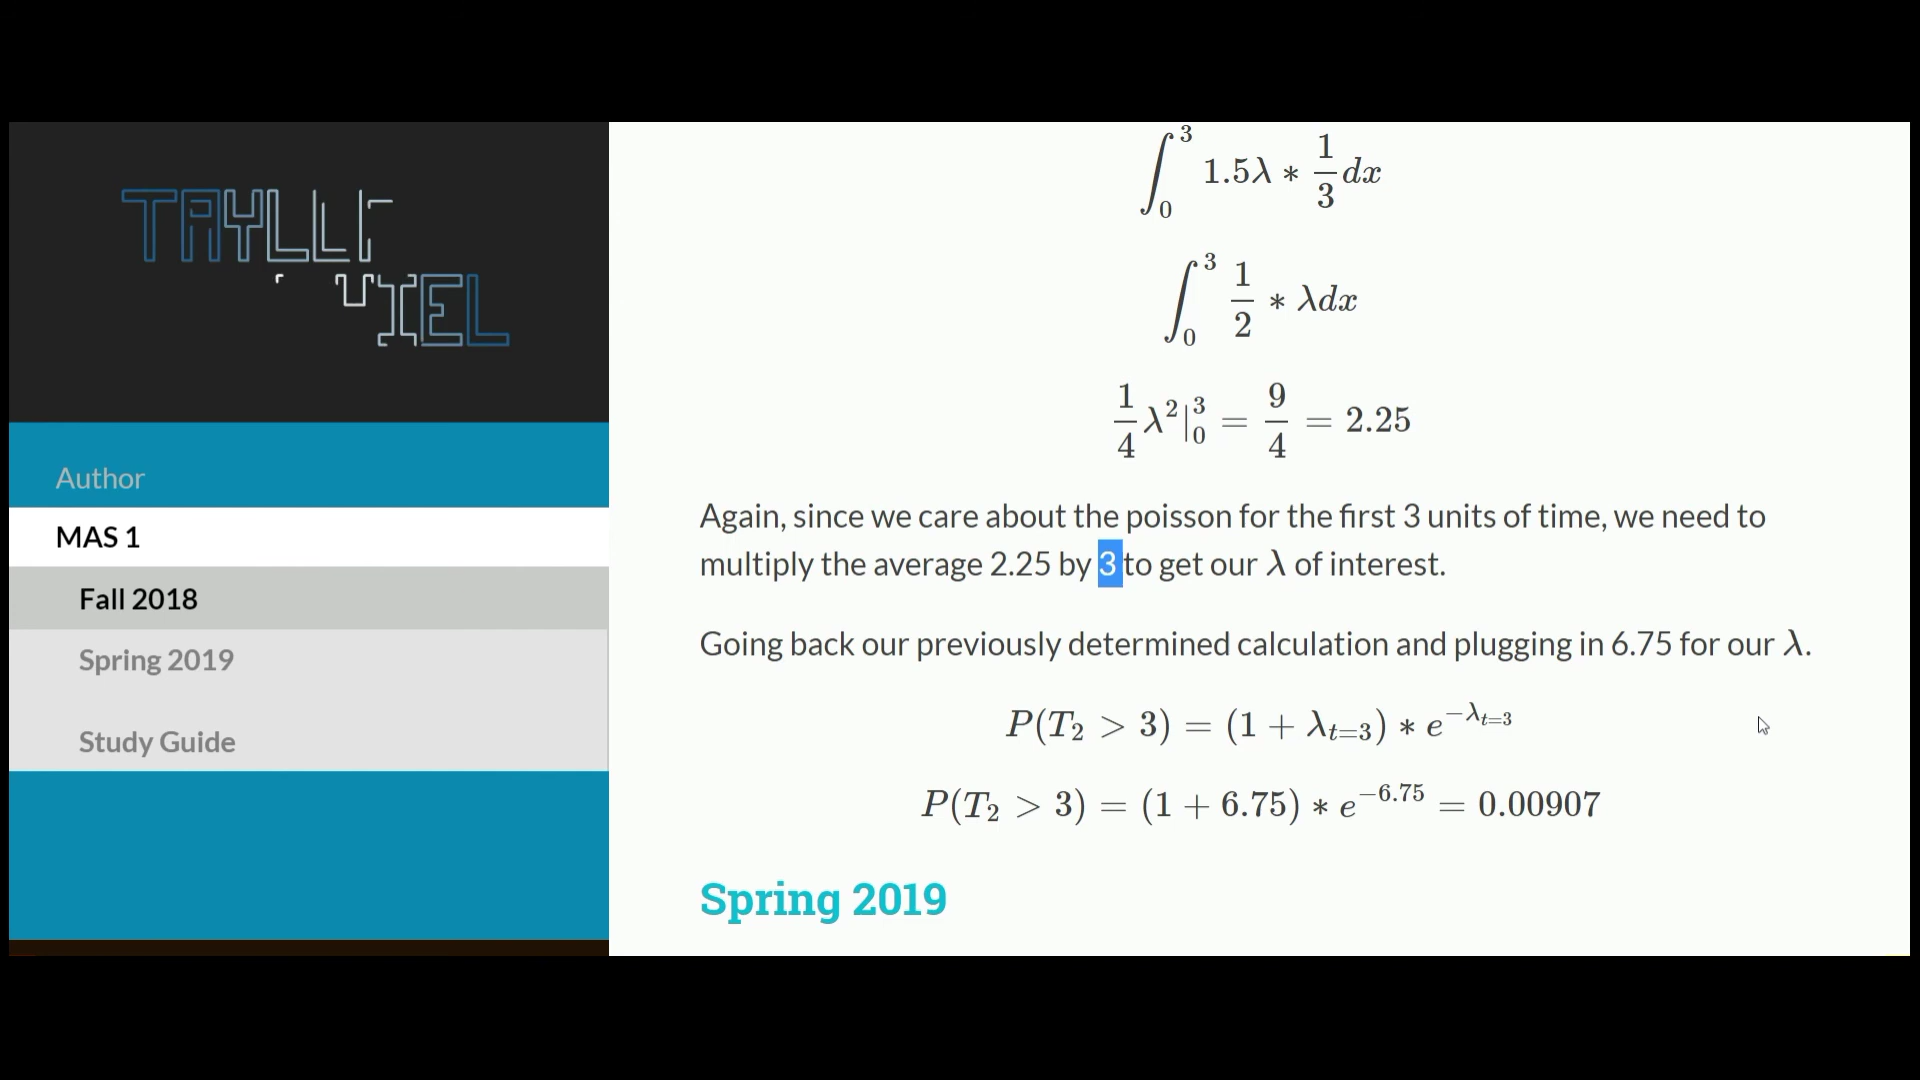 Author
MAS 1
Fall 2018
Spring 2019
Study Guide
∫₀³ 1.5λ ∗ 1/3 dx
∫₀³ 1/2 ∗ λdx
1/4 λ²|₀³ = 9/4 = 2.25
Again, since we care about the poisson for the first 3 units of time, we need to
multiply the average 2.25 by 3 to get our λ of interest.
Going back our previously determined calculation and plugging in 6.75 for our λ.
P(T₂ > 3) = (1 + λ_{t=3}) ∗ e^{−λ_{t=3}}
P(T₂ > 3) = (1 + 6.75) ∗ e^{−6.75} = 0.00907
Spring 2019